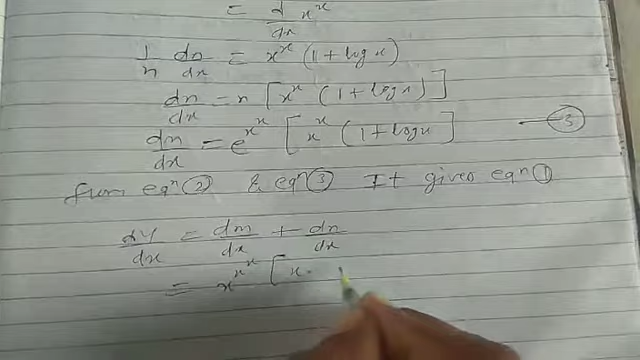 = d/dx x^x
1/n dn/dx = x^x (1 + log x)
dn/dx = n [x^x (1 + log x)]
dn/dx = e^x^x [x^x (1 + log x] — ③
from eqⁿ ② & eqⁿ ③ It gives eqⁿ ①
dy/dx = dm/dx + dn/dx
= x^x^x [x.